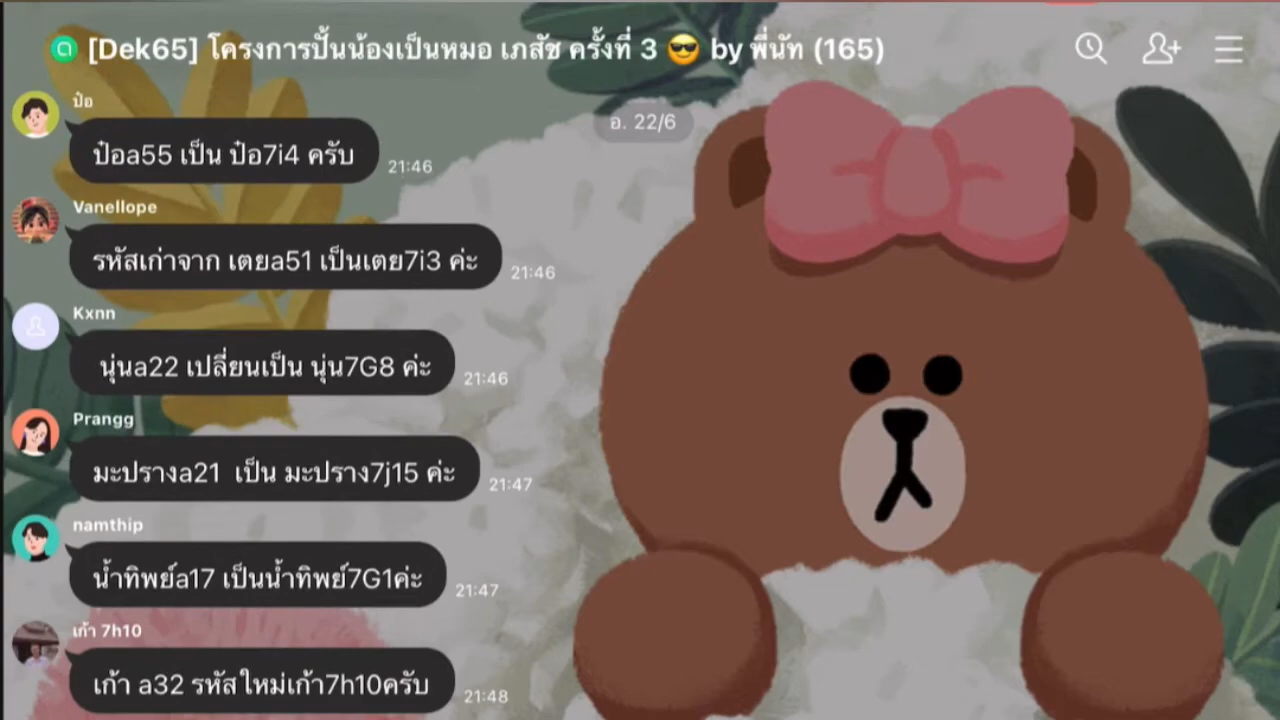 [Dek65] โครงการปั้นน้องเป็นหมอ เภสัช ครั้งที่ 3 😎 by พี่นัท (165)
อ. 22/6
ป๋อ
ป๋อa55 เป็น ป๋อ7i4 ครับ
21:46
Vanellope
รหัสเก่าจาก เตยa51 เป็นเตย7i3 ค่ะ
21:46
Kxnn
นุ่นa22 เปลี่ยนเป็น นุ่น7G8 ค่ะ
21:46
Prangg
มะปรางa21 เป็น มะปราง7j15 ค่ะ
21:47
namthip
น้ำทิพย์a17 เป็นน้ำทิพย์7G1ค่ะ
21:47
เก้า 7h10
เก้า a32 รหัสใหม่เก้า7h10ครับ
21:48